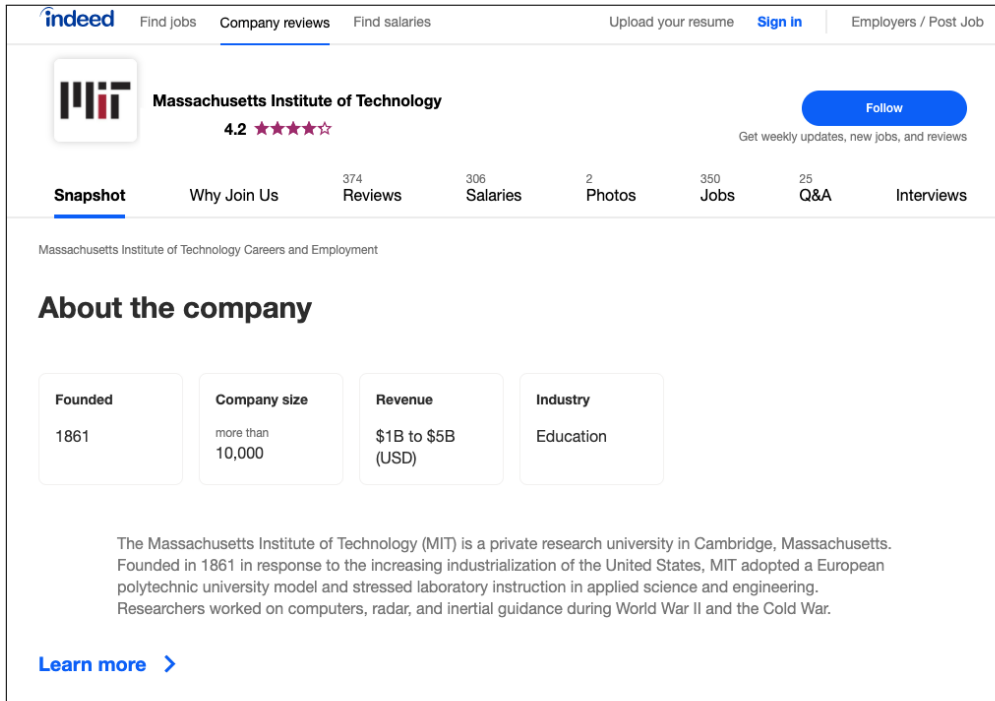 indeed Find jobs Company reviews Find salaries Upload your resume Sign in Employers / Post Job
MIT
Massachusetts Institute of Technology
4.2
Follow
Get weekly updates, new jobs, and reviews
Snapshot
Why Join Us
374
Reviews
306
Salaries
2
Photos
350
Jobs
25
Q&A
Interviews
Massachusetts Institute of Technology Careers and Employment
About the company
Founded
1861
Company size
more than
10,000
Revenue
$1B to $5B
(USD)
Industry
Education
The Massachusetts Institute of Technology (MIT) is a private research university in Cambridge, Massachusetts.
Founded in 1861 in response to the increasing industrialization of the United States, MIT adopted a European
polytechnic university model and stressed laboratory instruction in applied science and engineering.
Researchers worked on computers, radar, and inertial guidance during World War II and the Cold War.
Learn more